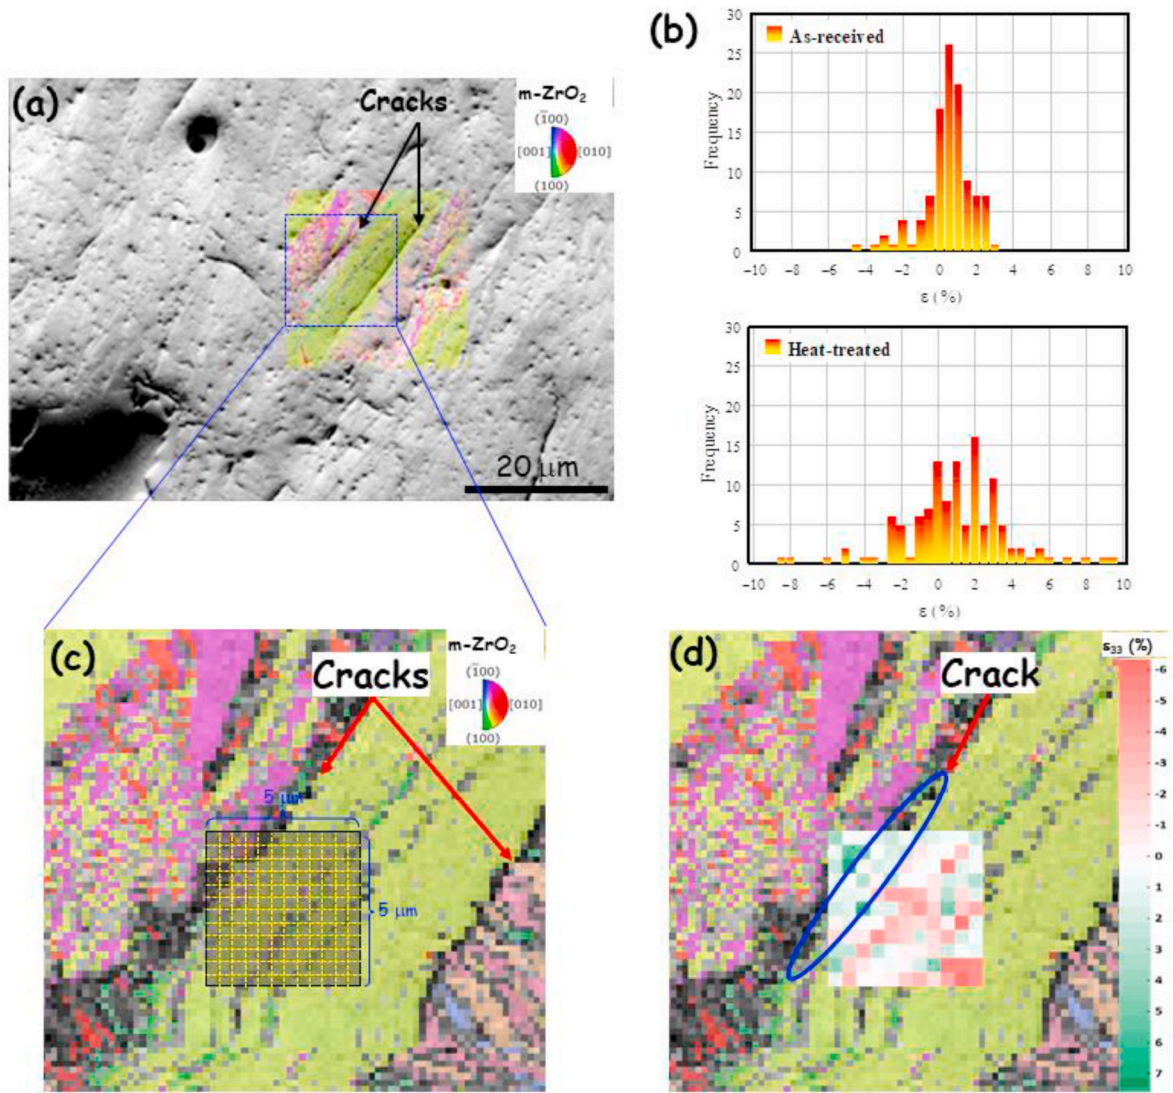 (a)
Cracks
m-ZrO₂
(1̄00)
[001] [010]
(100)
20 μm
(b)
30
25
20
15
10
5
0
Frequency
As-received
−10 −8 −6 −4 −2 0 2 4 6 8 10
ε (%)
30
25
20
15
10
5
0
Frequency
Heat-treated
−10 −8 −6 −4 −2 0 2 4 6 8 10
ε (%)
(c)
Cracks
m-ZrO₂
(1̄00)
[001] [010]
(100)
5 μm
5 μm
(d)
Crack
ε₃₃ (%)
-6
-5
-4
-3
-2
-1
0
1
2
3
4
5
6
7